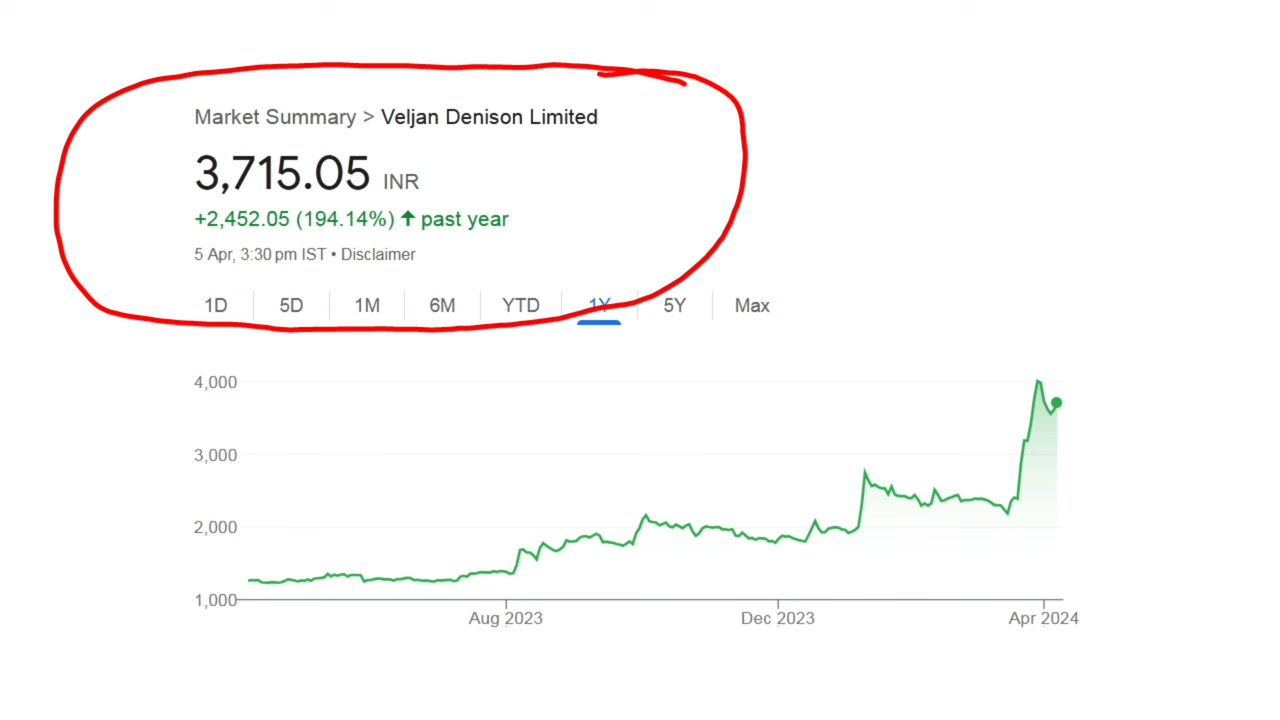 Market Summary > Veljan Denison Limited
3,715.05 INR
+2,452.05 (194.14%) ↑ past year
5 Apr, 3:30 pm IST • Disclaimer
1D 5D 1M 6M YTD 1Y 5Y Max
4,000
3,000
2,000
1,000
Aug 2023 Dec 2023 Apr 2024